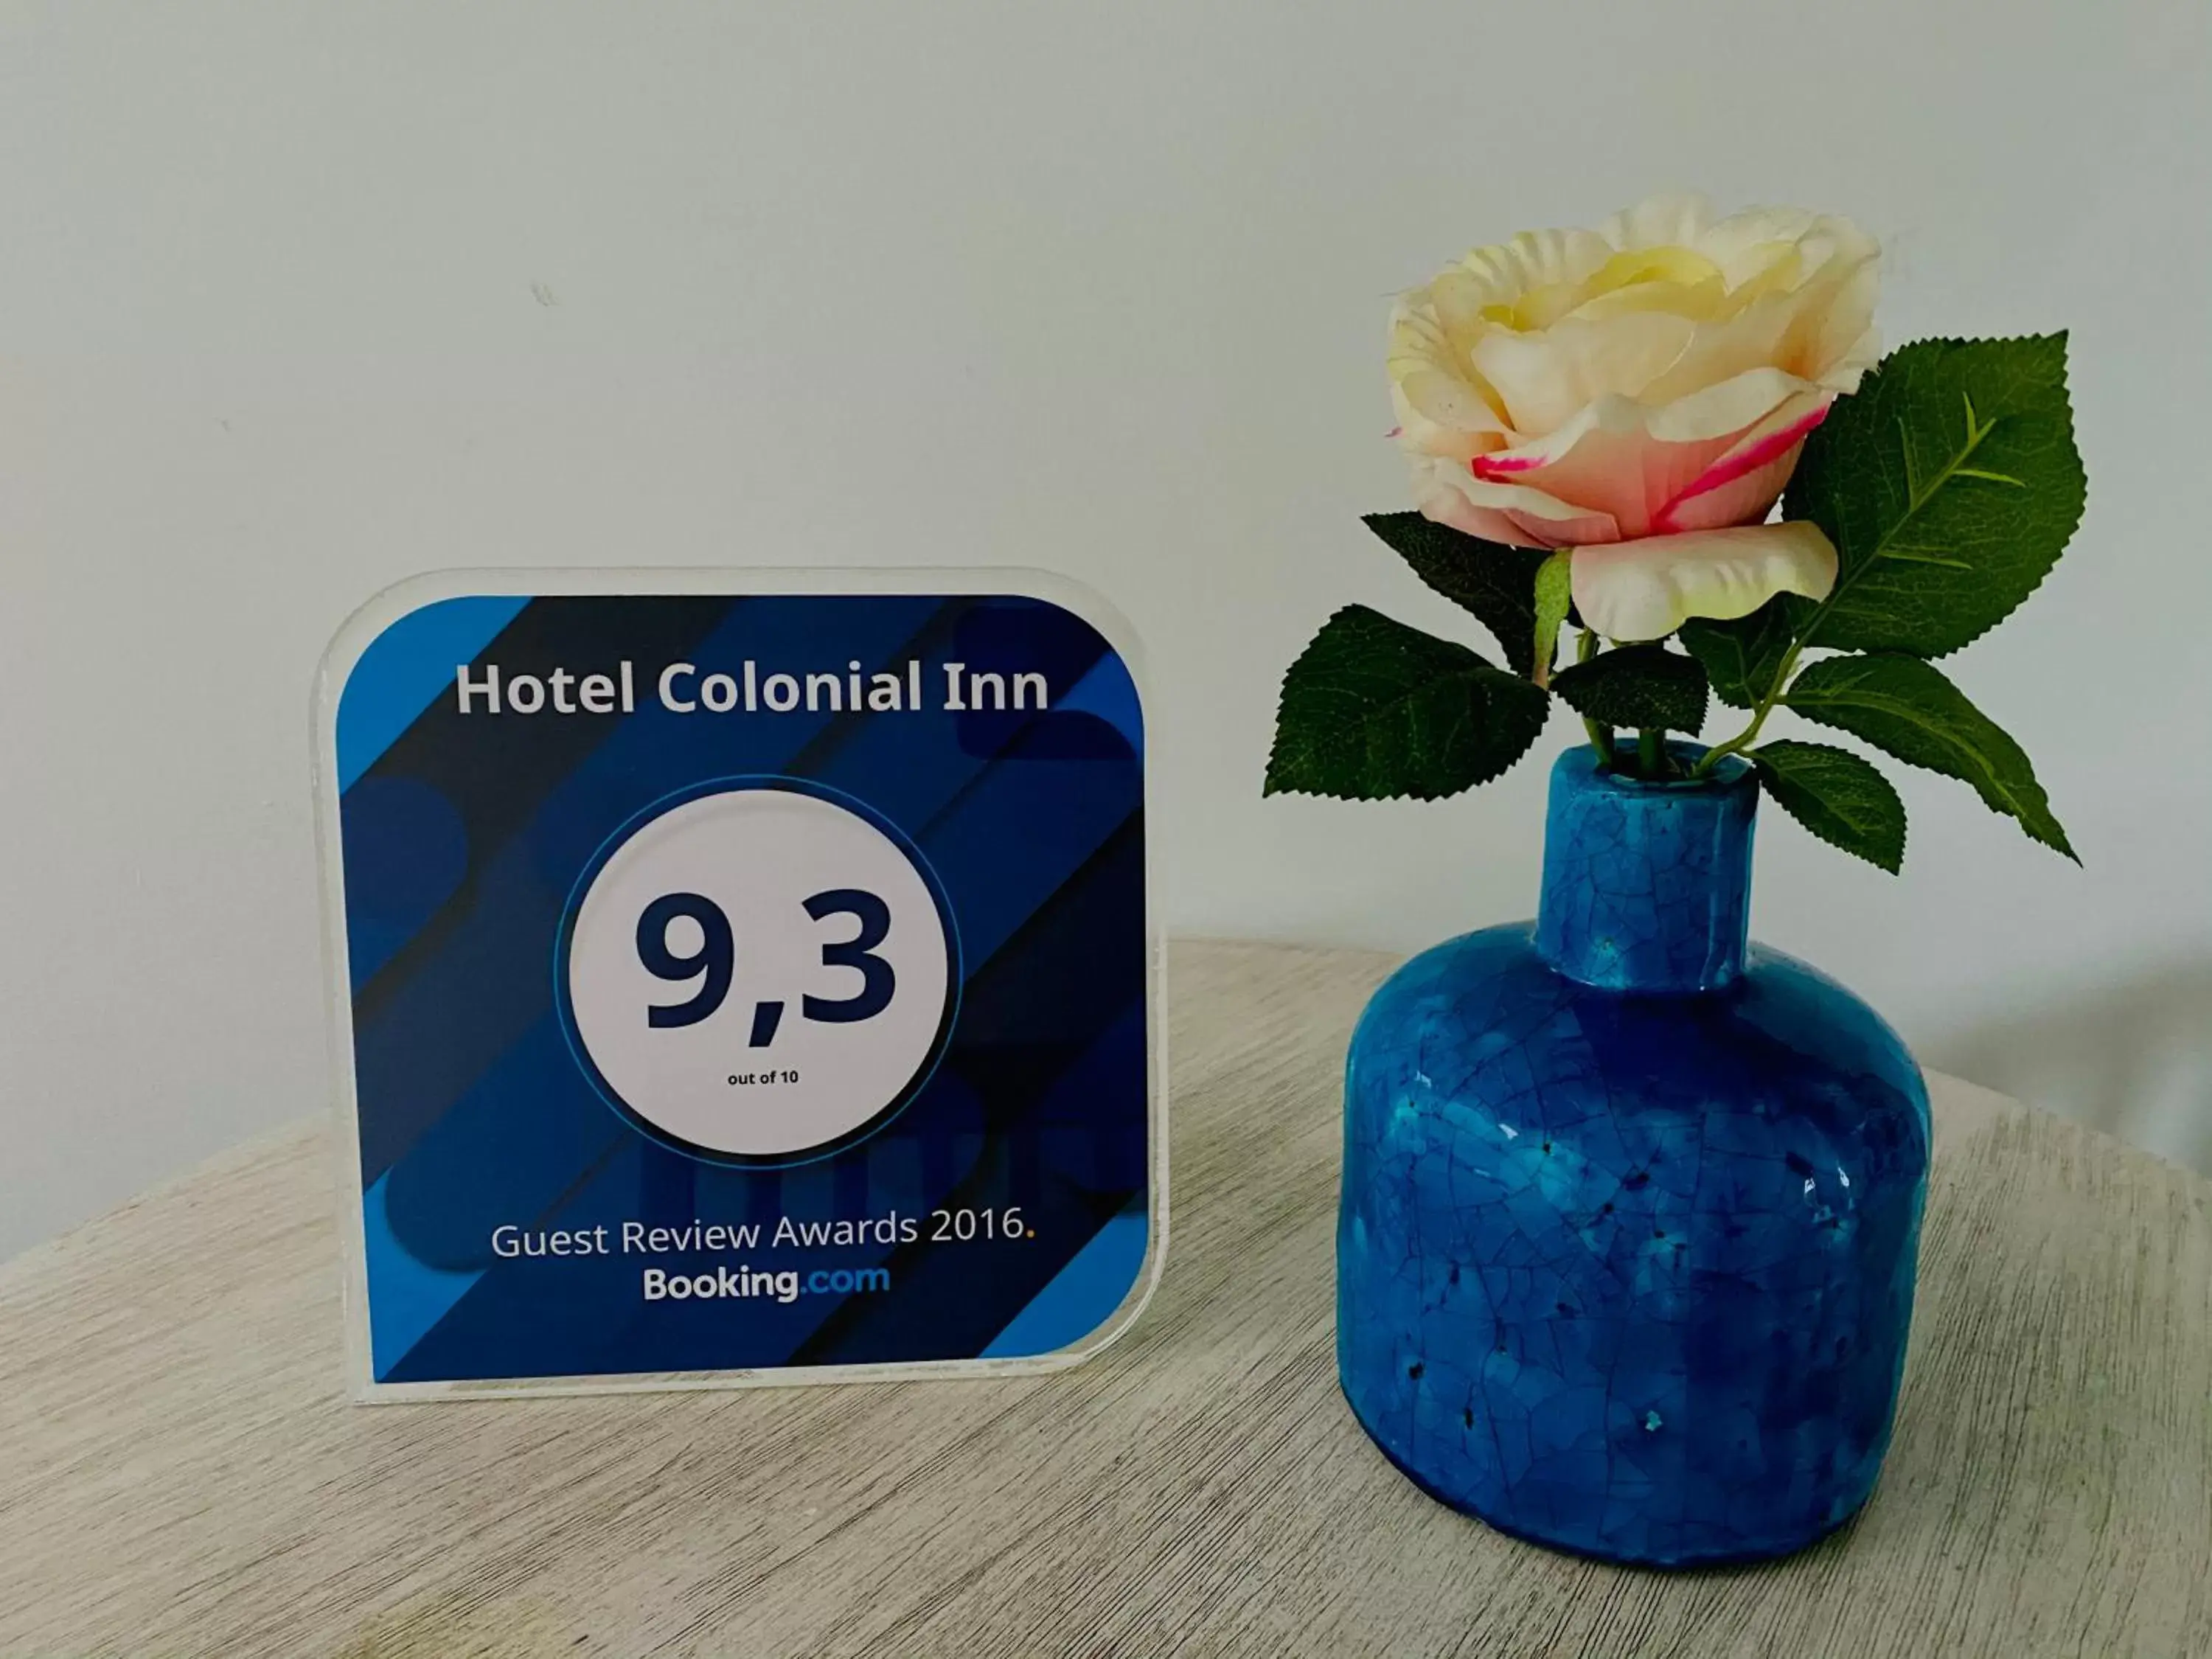 Hotel Colonial Inn
9,3
out of 10
Guest Review Awards 2016.
Booking.com